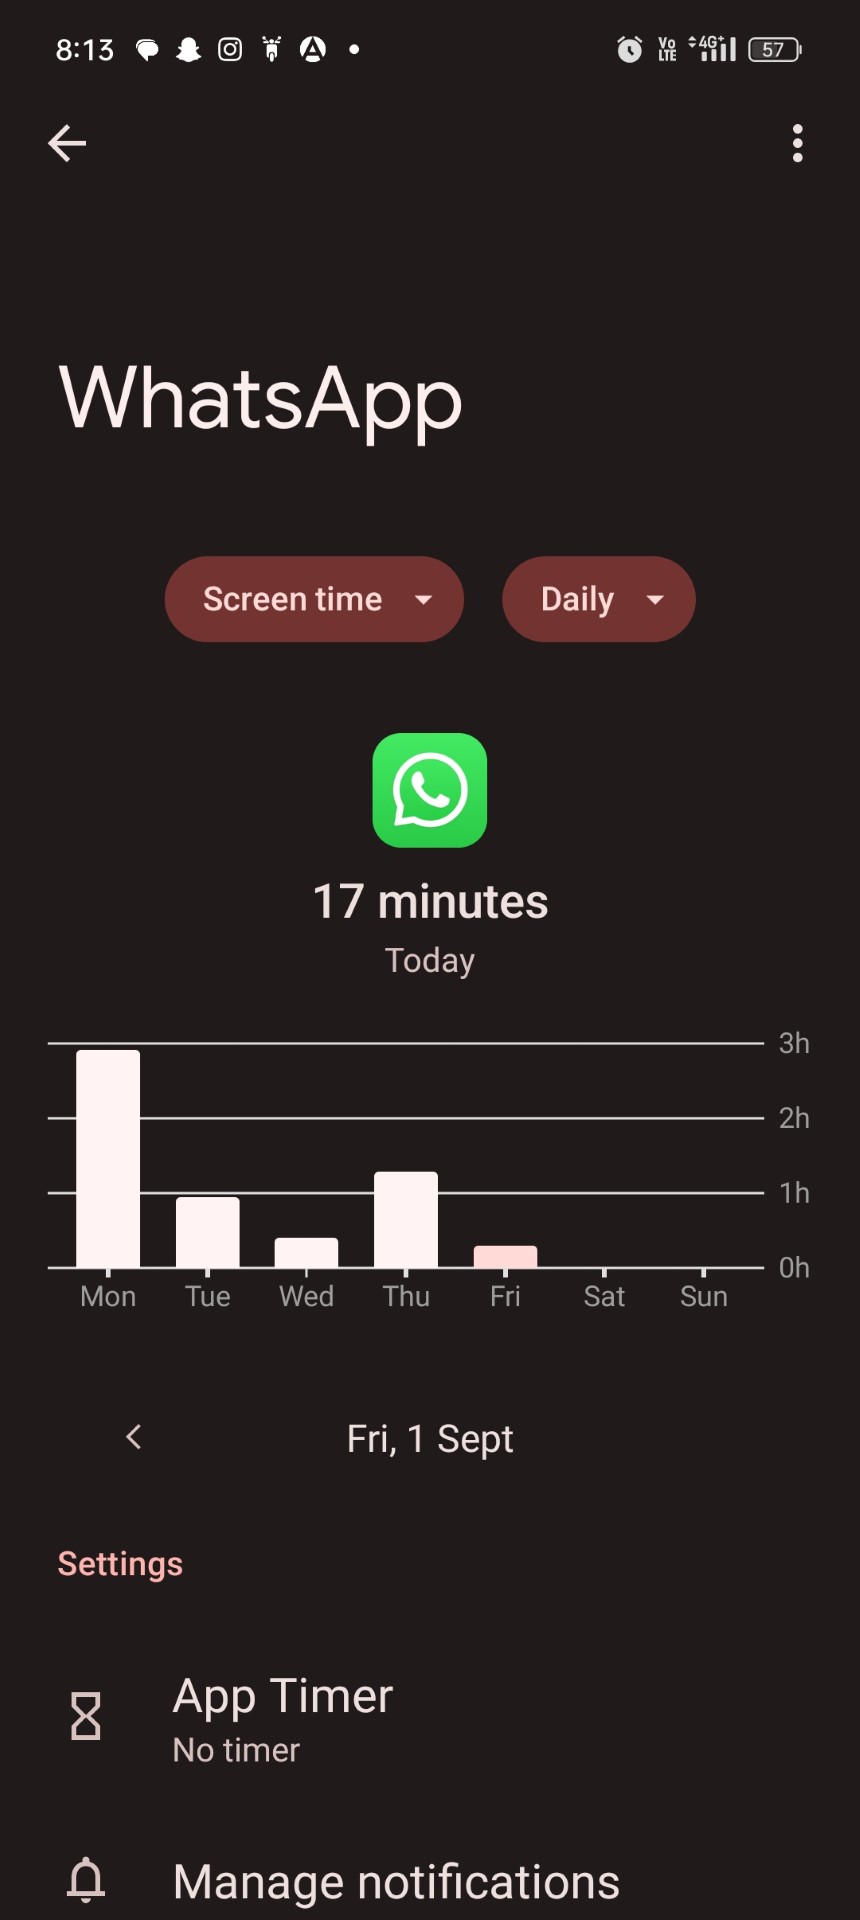 8:13 Vo LTE 4G+ 57
WhatsApp
Screen time Daily
17 minutes
Today
3h
2h
1h
0h
Mon Tue Wed Thu Fri Sat Sun
Fri, 1 Sept
Settings
App Timer
No timer
Manage notifications